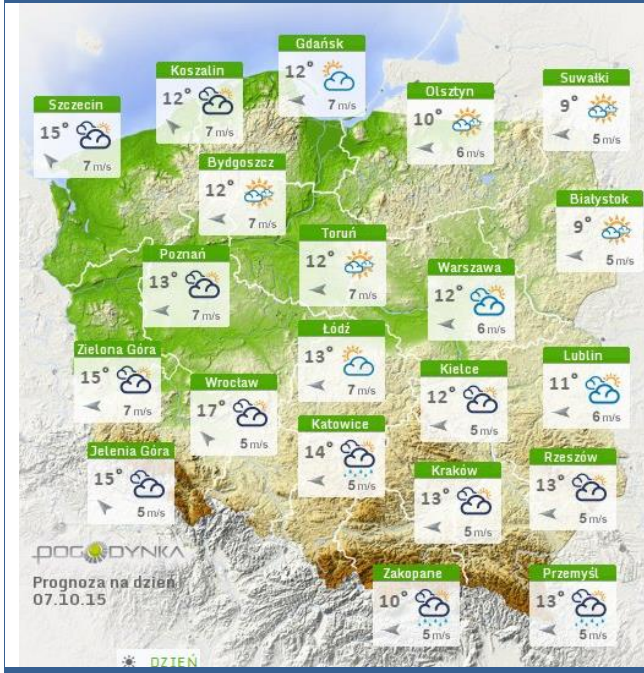 Gdańsk
12°
7 m/s
Koszalin
12°
7 m/s
Suwałki
9°
5 m/s
Olsztyn
10°
6 m/s
Szczecin
15°
7 m/s
Bydgoszcz
12°
7 m/s
Białystok
9°
5 m/s
Toruń
12°
7 m/s
Poznań
13°
7 m/s
Warszawa
12°
6 m/s
Łódź
13°
7 m/s
Zielona Góra
15°
7 m/s
Lublin
11°
6 m/s
Kielce
12°
5 m/s
Wrocław
17°
5 m/s
Katowice
14°
5 m/s
Jelenia Góra
15°
5 m/s
Rzeszów
13°
5 m/s
Kraków
13°
5 m/s
POGODYNKA
Prognoza na dzień
07.10.15
Zakopane
10°
5 m/s
Przemyśl
13°
5 m/s
DZIEŃ